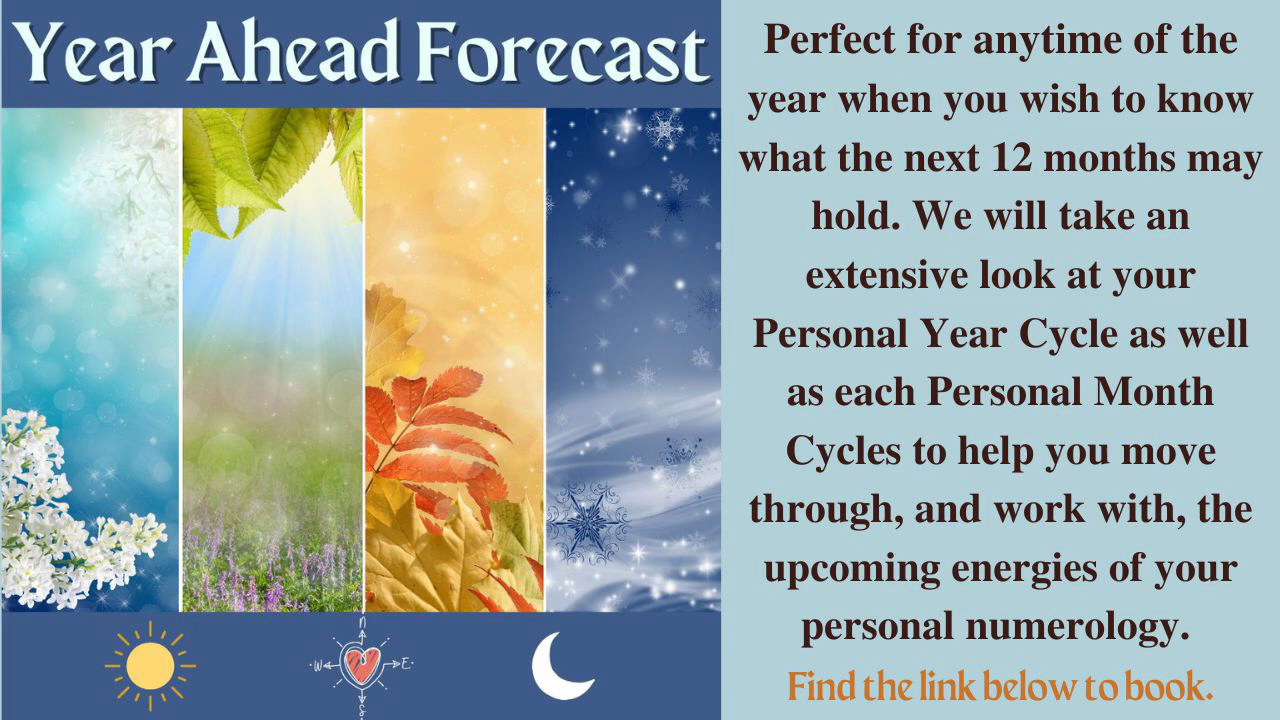 Year Ahead Forecast
Perfect for anytime of the
year when you wish to know
what the next 12 months may
hold. We will take an
extensive look at your
Personal Year Cycle as well
as each Personal Month
Cycles to help you move
through, and work with, the
upcoming energies of your
personal numerology.
Find the link below to book.
n
W E
s